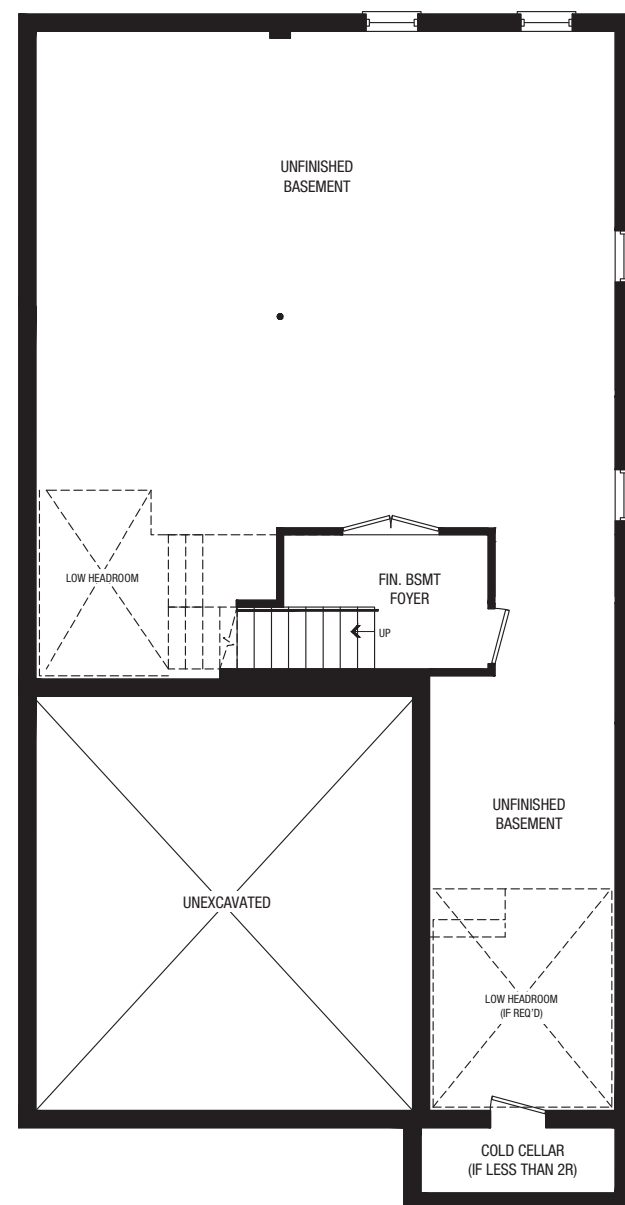 UNFINISHED
BASEMENT
LOW HEADROOM
FIN. BSMT
FOYER
UP
UNFINISHED
BASEMENT
UNEXCAVATED
LOW HEADROOM
(IF REQ'D)
COLD CELLAR
(IF LESS THAN 2R)